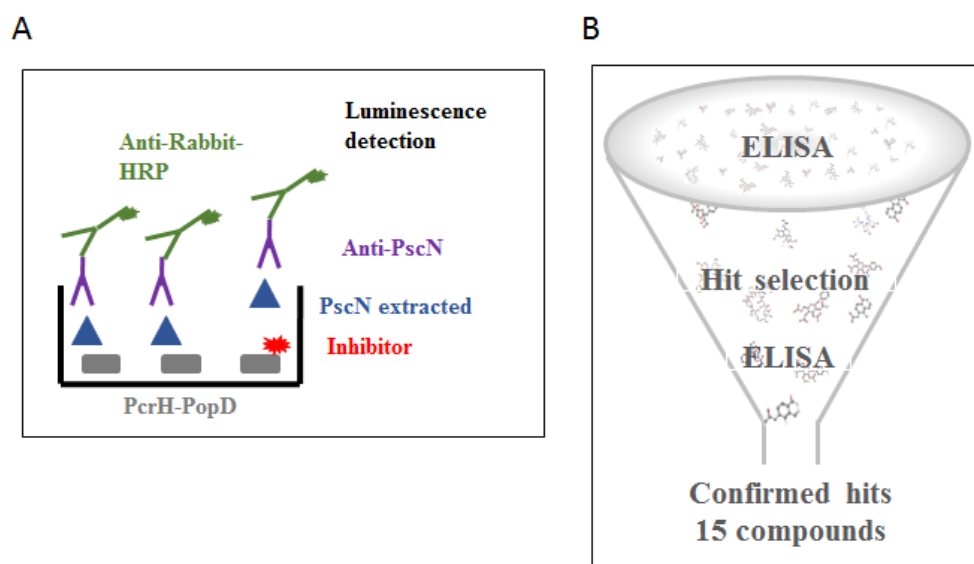 A
Luminescence
detection
Anti-Rabbit-
HRP
Anti-PscN
PscN extracted
Inhibitor
PcrH-PopD
B
ELISA
Hit selection
ELISA
Confirmed hits
15 compounds